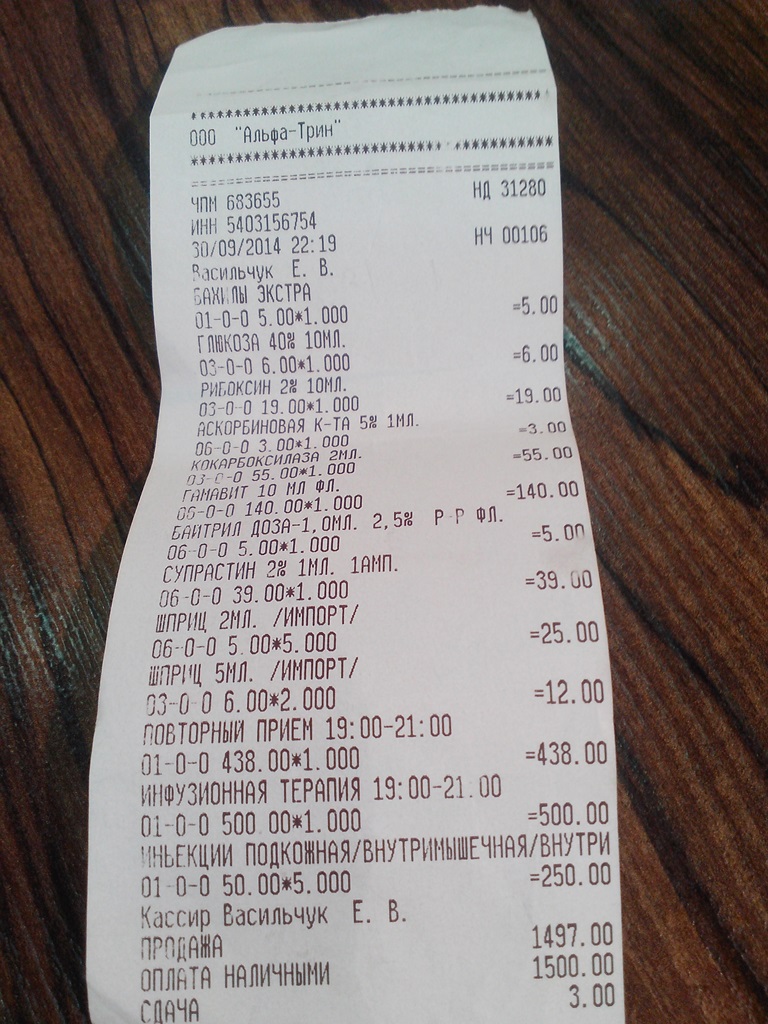 ****************************************
ООО "Альфа-Трин"
****************************************
========================================
ЧПМ 683655 НД 31280
ИНН 5403156754
30/09/2014 22:19 НЧ 00106
Васильчук Е. В.
БАХИЛЫ ЭКСТРА
01-0-0 5.00*1.000 =5.00
ГЛЮКОЗА 40% 10МЛ.
03-0-0 6.00*1.000 =6.00
РИБОКСИН 2% 10МЛ.
03-0-0 19.00*1.000 =19.00
АСКОРБИНОВАЯ К-ТА 5% 1МЛ.
06-0-0 3.00*1.000 =3.00
КОКАРБОКСИЛАЗА 2МЛ.
03-0-0 55.00*1.000 =55.00
ГАМАВИТ 10 МЛ ФЛ.
06-0-0 140.00*1.000 =140.00
БАЙТРИЛ ДОЗА-1,0МЛ. 2,5% Р-Р ФЛ.
06-0-0 5.00*1.000 =5.00
СУПРАСТИН 2% 1МЛ. 1АМП.
06-0-0 39.00*1.000 =39.00
ШПРИЦ 2МЛ. /ИМПОРТ/
06-0-0 5.00*5.000 =25.00
ШПРИЦ 5МЛ. /ИМПОРТ/
03-0-0 6.00*2.000 =12.00
ПОВТОРНЫЙ ПРИЕМ 19:00-21:00
01-0-0 438.00*1.000 =438.00
ИНФУЗИОННАЯ ТЕРАПИЯ 19:00-21:00
01-0-0 500.00*1.000 =500.00
ИНЬЕКЦИИ ПОДКОЖНАЯ/ВНУТРИМЫШЕЧНАЯ/ВНУТРИ
01-0-0 50.00*5.000 =250.00
Кассир Васильчук Е. В.
ПРОДАЖА 1497.00
ОПЛАТА НАЛИЧНЫМИ 1500.00
СДАЧА 3.00